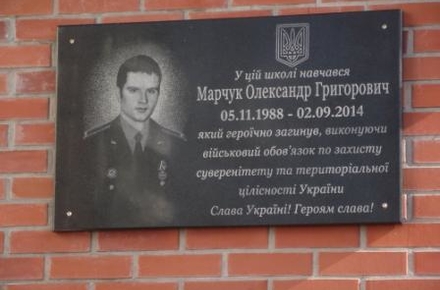 У цій школі навчався
Марчук Олександр Григорович
05.11.1988 - 02.09.2014
який героїчно загинув, виконуючи
військовий обов'язок по захисту
суверенітету та територіальної
цілісності України
Слава Україні! Героям слава!